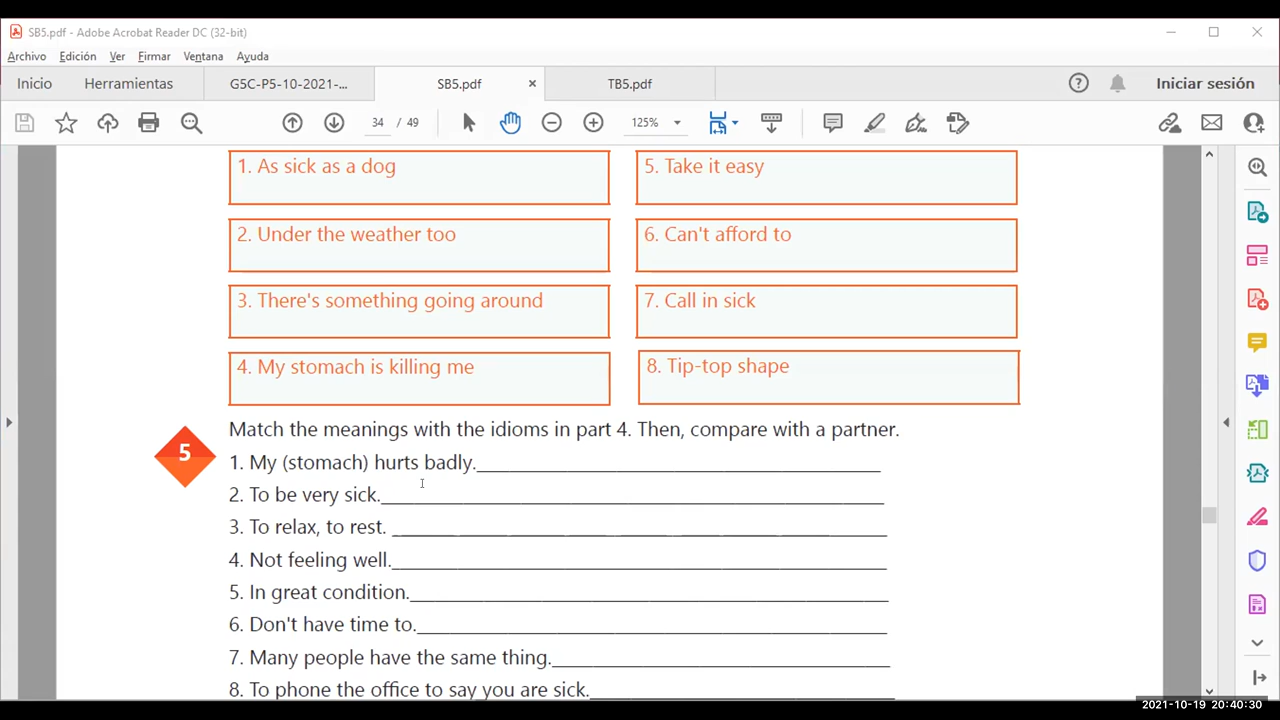 SB5.pdf - Adobe Acrobat Reader DC (32-bit)
Archivo Edición Ver Firmar Ventana Ayuda
Inicio Herramientas G5C-P5-10-2021-... SB5.pdf × TB5.pdf Iniciar sesión
34 / 49 125%
1. As sick as a dog
5. Take it easy
2. Under the weather too
6. Can't afford to
3. There's something going around
7. Call in sick
4. My stomach is killing me
8. Tip-top shape
5
Match the meanings with the idioms in part 4. Then, compare with a partner.
1. My (stomach) hurts badly.
2. To be very sick.
3. To relax, to rest.
4. Not feeling well.
5. In great condition.
6. Don't have time to.
7. Many people have the same thing.
8. To phone the office to say you are sick.
2021-10-19 20:40:30